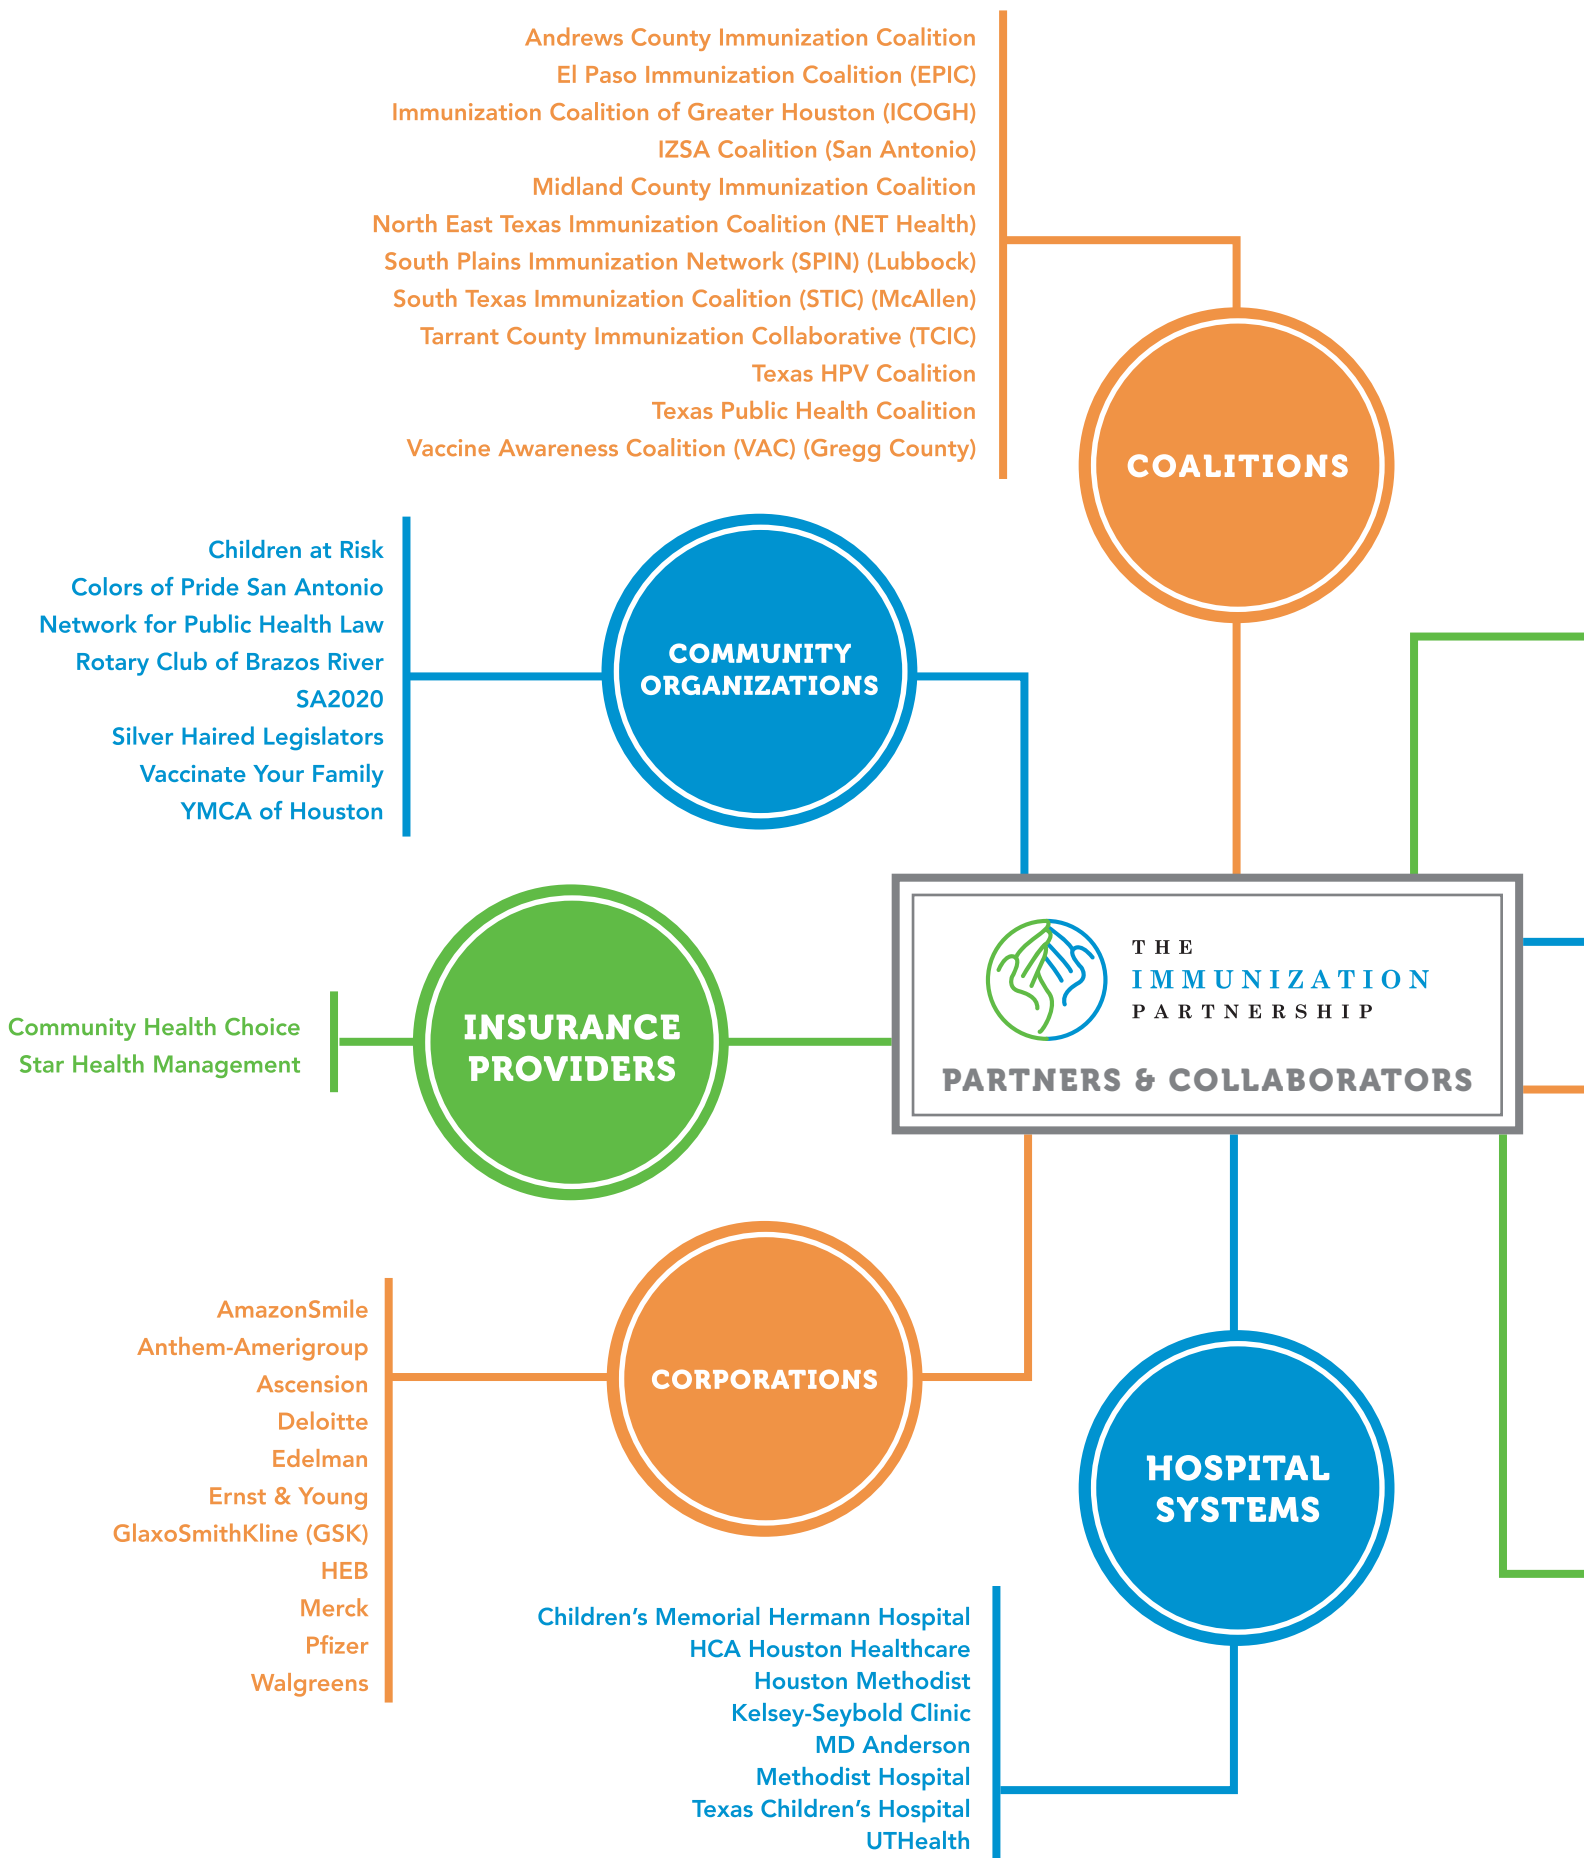 Andrews County Immunization Coalition
El Paso Immunization Coalition (EPIC)
Immunization Coalition of Greater Houston (ICOGH)
IZSA Coalition (San Antonio)
Midland County Immunization Coalition
North East Texas Immunization Coalition (NET Health)
South Plains Immunization Network (SPIN) (Lubbock)
South Texas Immunization Coalition (STIC) (McAllen)
Tarrant County Immunization Collaborative (TCIC)
Texas HPV Coalition
Texas Public Health Coalition
Vaccine Awareness Coalition (VAC) (Gregg County)
COALITIONS
Children at Risk
Colors of Pride San Antonio
Network for Public Health Law
Rotary Club of Brazos River
SA2020
Silver Haired Legislators
Vaccinate Your Family
YMCA of Houston
COMMUNITY
ORGANIZATIONS
THE
IMMUNIZATION
PARTNERSHIP
PARTNERS & COLLABORATORS
Community Health Choice
Star Health Management
INSURANCE
PROVIDERS
AmazonSmile
Anthem-Amerigroup
Ascension
Deloitte
Edelman
Ernst & Young
GlaxoSmithKline (GSK)
HEB
Merck
Pfizer
Walgreens
CORPORATIONS
HOSPITAL
SYSTEMS
Children’s Memorial Hermann Hospital
HCA Houston Healthcare
Houston Methodist
Kelsey-Seybold Clinic
MD Anderson
Methodist Hospital
Texas Children’s Hospital
UTHealth